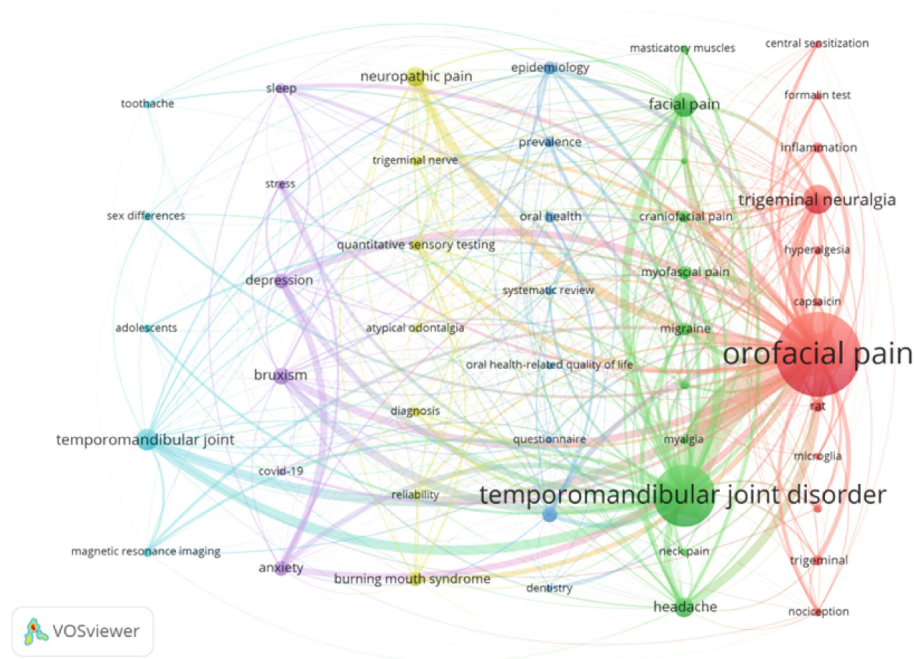 toothache
sex differences
adolescents
temporomandibular joint
magnetic resonance imaging
sleep
stress
depression
bruxism
covid-19
anxiety
neuropathic pain
trigeminal nerve
quantitative sensory testing
atypical odontalgia
diagnosis
reliability
burning mouth syndrome
epidemiology
prevalence
oral health
systematic review
oral health-related quality of life
questionnaire
dentistry
masticatory muscles
facial pain
craniofacial pain
myofascial pain
migraine
myalgia
temporomandibular joint disorder
neck pain
headache
central sensitization
formalin test
inflammation
trigeminal neuralgia
hyperalgesia
capsaicin
orofacial pain
rat
microglia
trigeminal
nociception
VOSviewer